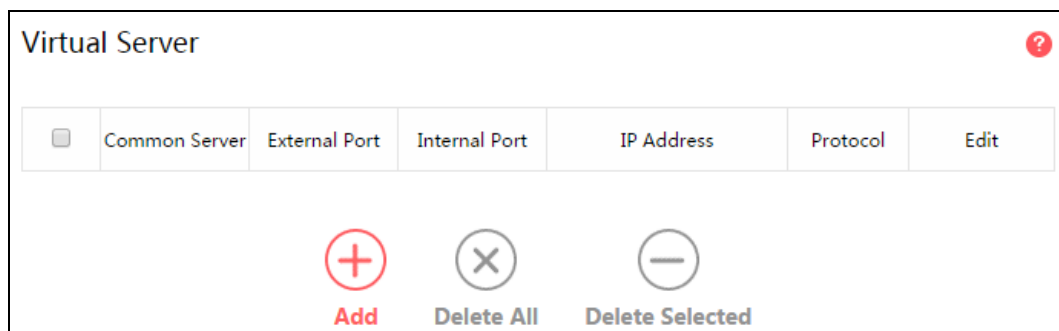 Virtual Server
?
Common Server External Port Internal Port IP Address Protocol Edit
Add Delete All Delete Selected